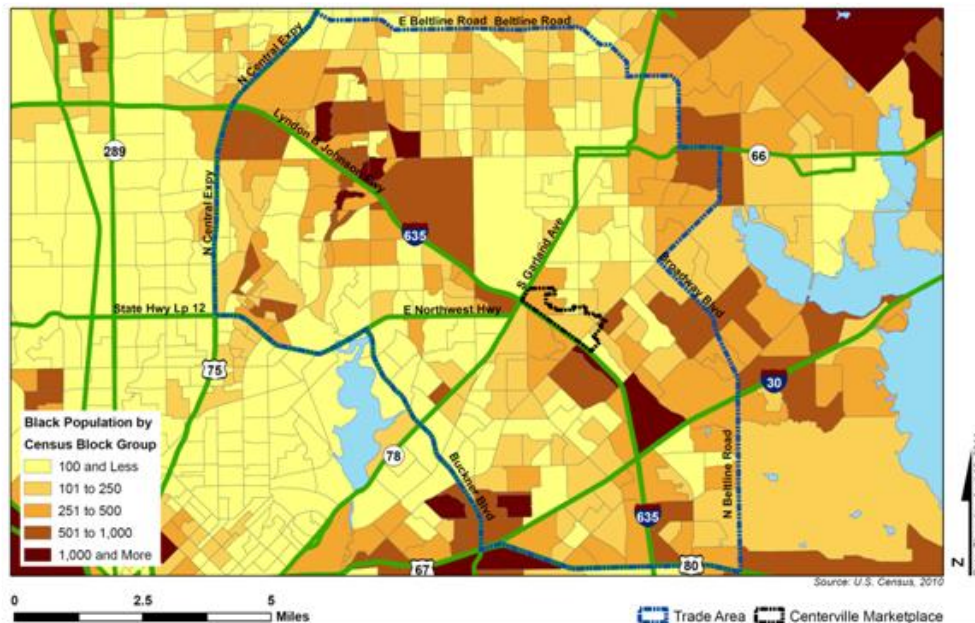 E Beltline Road Beltline Road
N Central Expy
Lyndon B Johnson Hwy
289
66
N Central Expy
635
S Garland Ave
Broadway Blvd
State Hwy Lp 12
E Northwest Hwy
75
30
Black Population by
Census Block Group
100 and Less
101 to 250
251 to 500
501 to 1,000
1,000 and More
78
Buckner Blvd
N Beltline Road
635
67
80
N
Source: U.S. Census, 2010
0 2.5 5
Miles
Trade Area Centerville Marketplace